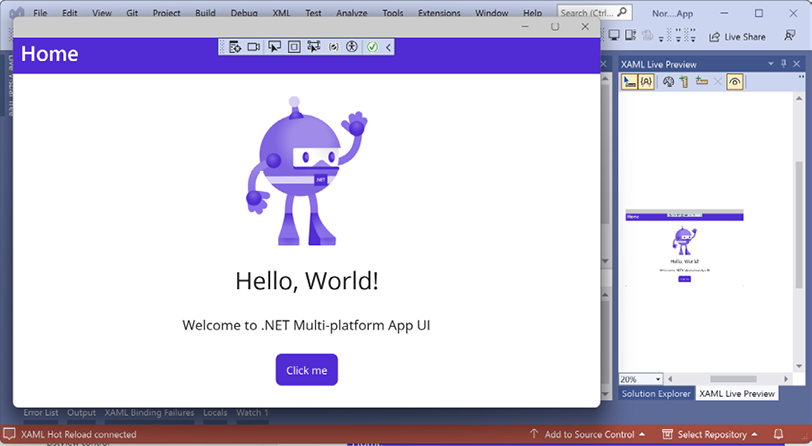 File Edit View Git Project Build Debug XAML Test Analyze Tools Extensions Window Help Search (Ctrl... Nor....App
Home
Live Share
XAML Live Preview
.NET
Hello, World!
Welcome to .NET Multi-platform App UI
Click me
20%
Solution Explorer XAML Live Preview
Error List Output XAML Binding Failures Locals Watch 1
XAML Hot Reload connected Add to Source Control Select Repository